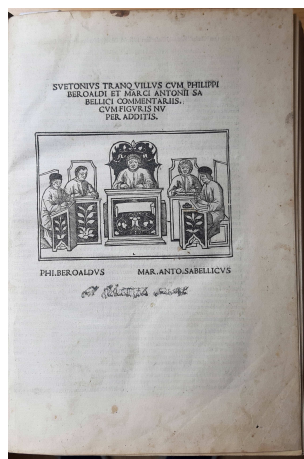 SVETONIVS TRANQVILLVS CVM PHILIPPI
BEROALDI ET MARCI ANTONII SA
BELLICI COMMENTARIIS.
CVM FIGVRIS NV
PER ADDITIS.
PHI.BEROALDVS MAR.ANTO.SABELLICVS